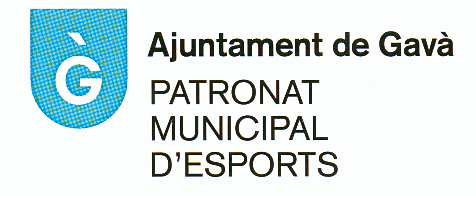 G̀
Ajuntament de Gavà
PATRONAT
MUNICIPAL
D'ESPORTS